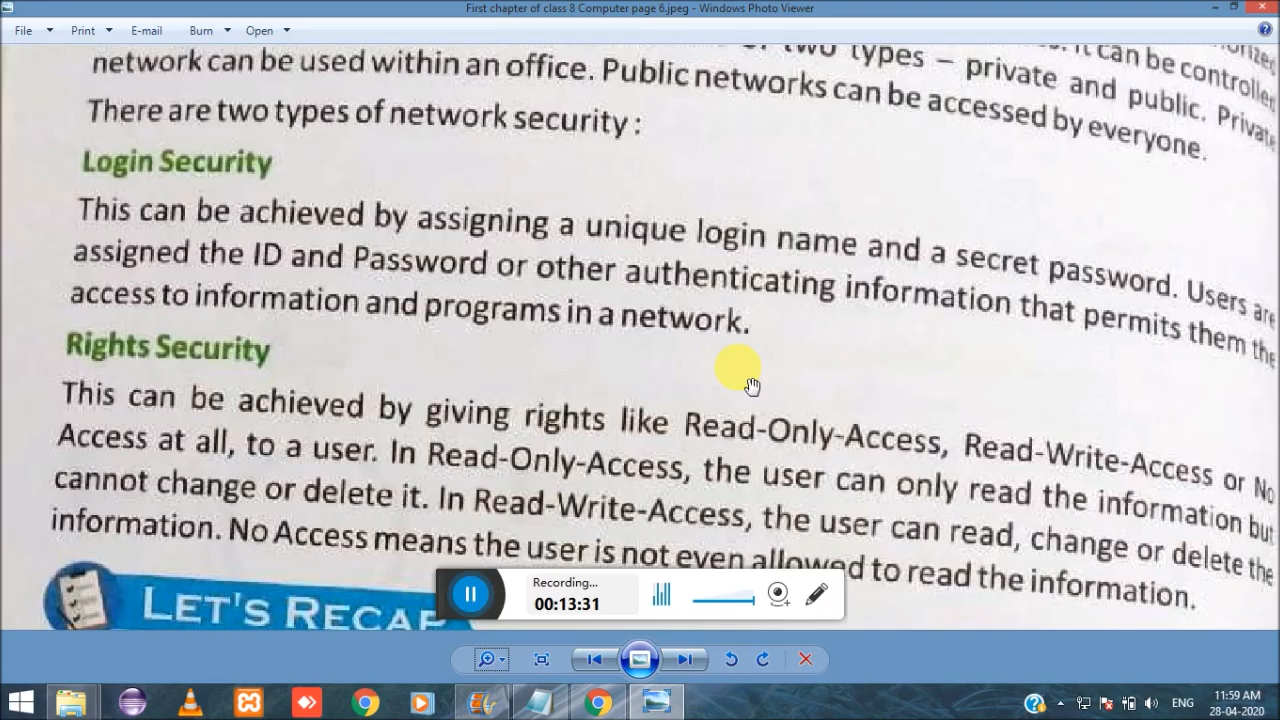 First chapter of class 8 Computer page 6.jpeg - Windows Photo Viewer
File Print E-mail Burn Open
of two types – private and public. Private
It can be controlled
network can be used within an office. Public networks can be accessed by everyone.
There are two types of network security :
Login Security
This can be achieved by assigning a unique login name and a secret password. Users are
assigned the ID and Password or other authenticating information that permits them the
access to information and programs in a network.
Rights Security
This can be achieved by giving rights like Read-Only-Access, Read-Write-Access or No
Access at all, to a user. In Read-Only-Access, the user can only read the information but
cannot change or delete it. In Read-Write-Access, the user can read, change or delete the
information. No Access means the user is not even allowed to read the information.
LET'S RECAP
Recording...
00:13:31
ENG
11:59 AM
28-04-2020